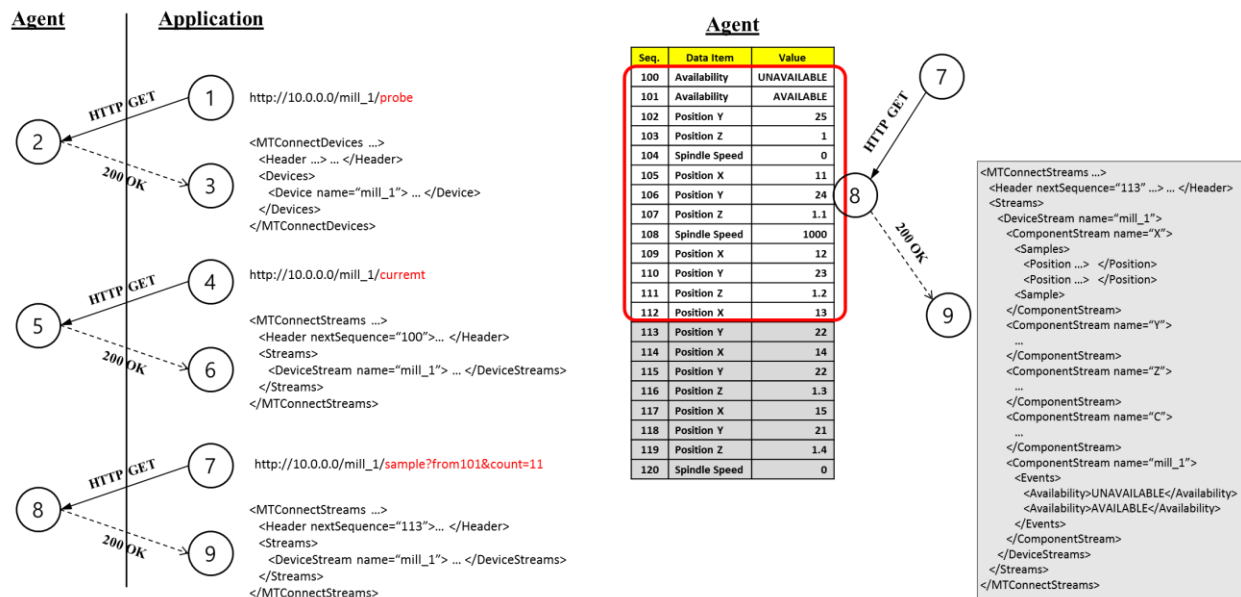 Agent
Application
1
HTTP GET
http://10.0.0.0/mill_1/probe
2
200 OK
3
<MTConnectDevices ...>
<Header ...> ... </Header>
<Devices>
<Device name="mill_1"> ... </Device>
</Devices>
</MTConnectDevices>
4
HTTP GET
http://10.0.0.0/mill_1/curremt
5
200 OK
6
<MTConnectStreams ...>
<Header nextSequence="100">... </Header>
<Streams>
<DeviceStream name="mill_1"> ... </DeviceStreams>
</Streams>
</MTConnectStreams>
7
HTTP GET
http://10.0.0.0/mill_1/sample?from101&count=11
8
200 OK
9
<MTConnectStreams ...>
<Header nextSequence="113">... </Header>
<Streams>
<DeviceStream name="mill_1"> ... </DeviceStreams>
</Streams>
</MTConnectStreams>
Agent
Seq. Data Item Value
100 Availability UNAVAILABLE
101 Availability AVAILABLE
102 Position Y 25
103 Position Z 1
104 Spindle Speed 0
105 Position X 11
106 Position Y 24
107 Position Z 1.1
108 Spindle Speed 1000
109 Position X 12
110 Position Y 23
111 Position Z 1.2
112 Position X 13
113 Position Y 22
114 Position X 14
115 Position Y 22
116 Position Z 1.3
117 Position X 15
118 Position Y 21
119 Position Z 1.4
120 Spindle Speed 0
7
HTTP GET
8
200 OK
9
<MTConnectStreams ...>
<Header nextSequence="113" ...> ... </Header>
<Streams>
<DeviceStream name="mill_1">
<ComponentStream name="X">
<Samples>
<Position ...> </Position>
<Position ...> </Position>
<Sample>
</ComponentStream>
<ComponentStream name="Y">
...
</ComponentStream>
<ComponentStream name="Z">
...
</ComponentStream>
<ComponentStream name="C">
...
</ComponentStream>
<ComponentStream name="mill_1">
<Events>
<Availability>UNAVAILABLE</Availability>
<Availability>AVAILABLE</Availability>
</Events>
</ComponentStream>
</DeviceStreams>
</Streams>
</MTConnectStreams>